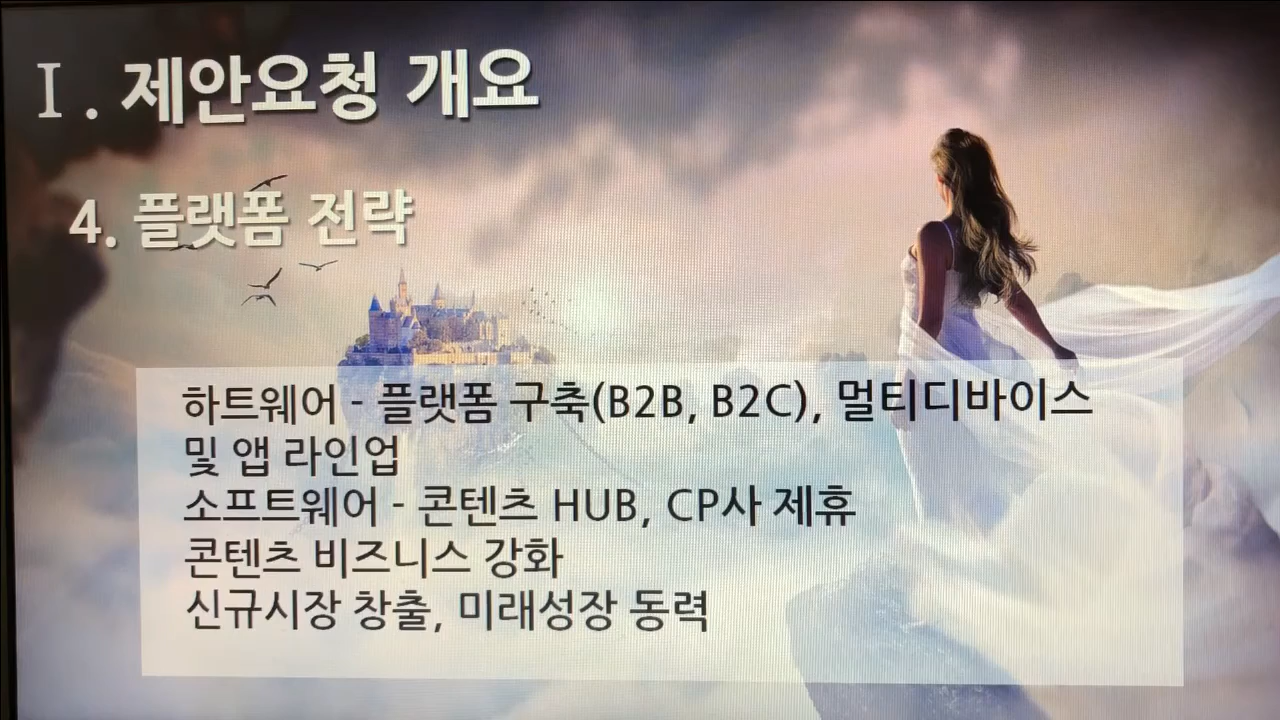 Ⅰ. 제안요청 개요
4. 플랫폼 전략
하트웨어 - 플랫폼 구축(B2B, B2C), 멀티디바이스
및 앱 라인업
소프트웨어 - 콘텐츠 HUB, CP사 제휴
콘텐츠 비즈니스 강화
신규시장 창출, 미래성장 동력